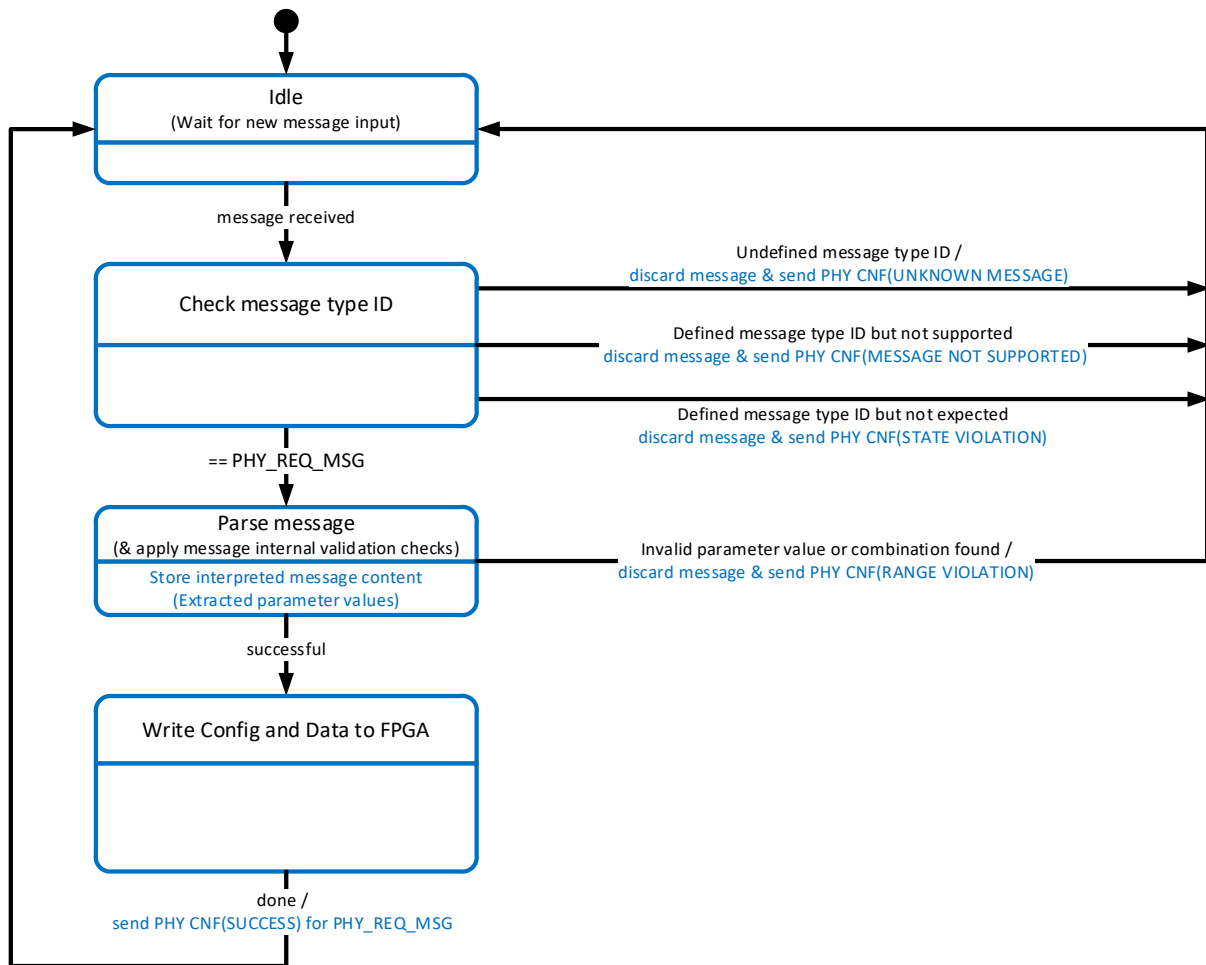 Idle
(Wait for new message input)
message received
Check message type ID
Undefined message type ID /
discard message & send PHY CNF(UNKNOWN MESSAGE)
Defined message type ID but not supported
discard message & send PHY CNF(MESSAGE NOT SUPPORTED)
Defined message type ID but not expected
discard message & send PHY CNF(STATE VIOLATION)
== PHY_REQ_MSG
Parse message
(& apply message internal validation checks)
Store interpreted message content
(Extracted parameter values)
Invalid parameter value or combination found /
discard message & send PHY CNF(RANGE VIOLATION)
successful
Write Config and Data to FPGA
done /
send PHY CNF(SUCCESS) for PHY_REQ_MSG